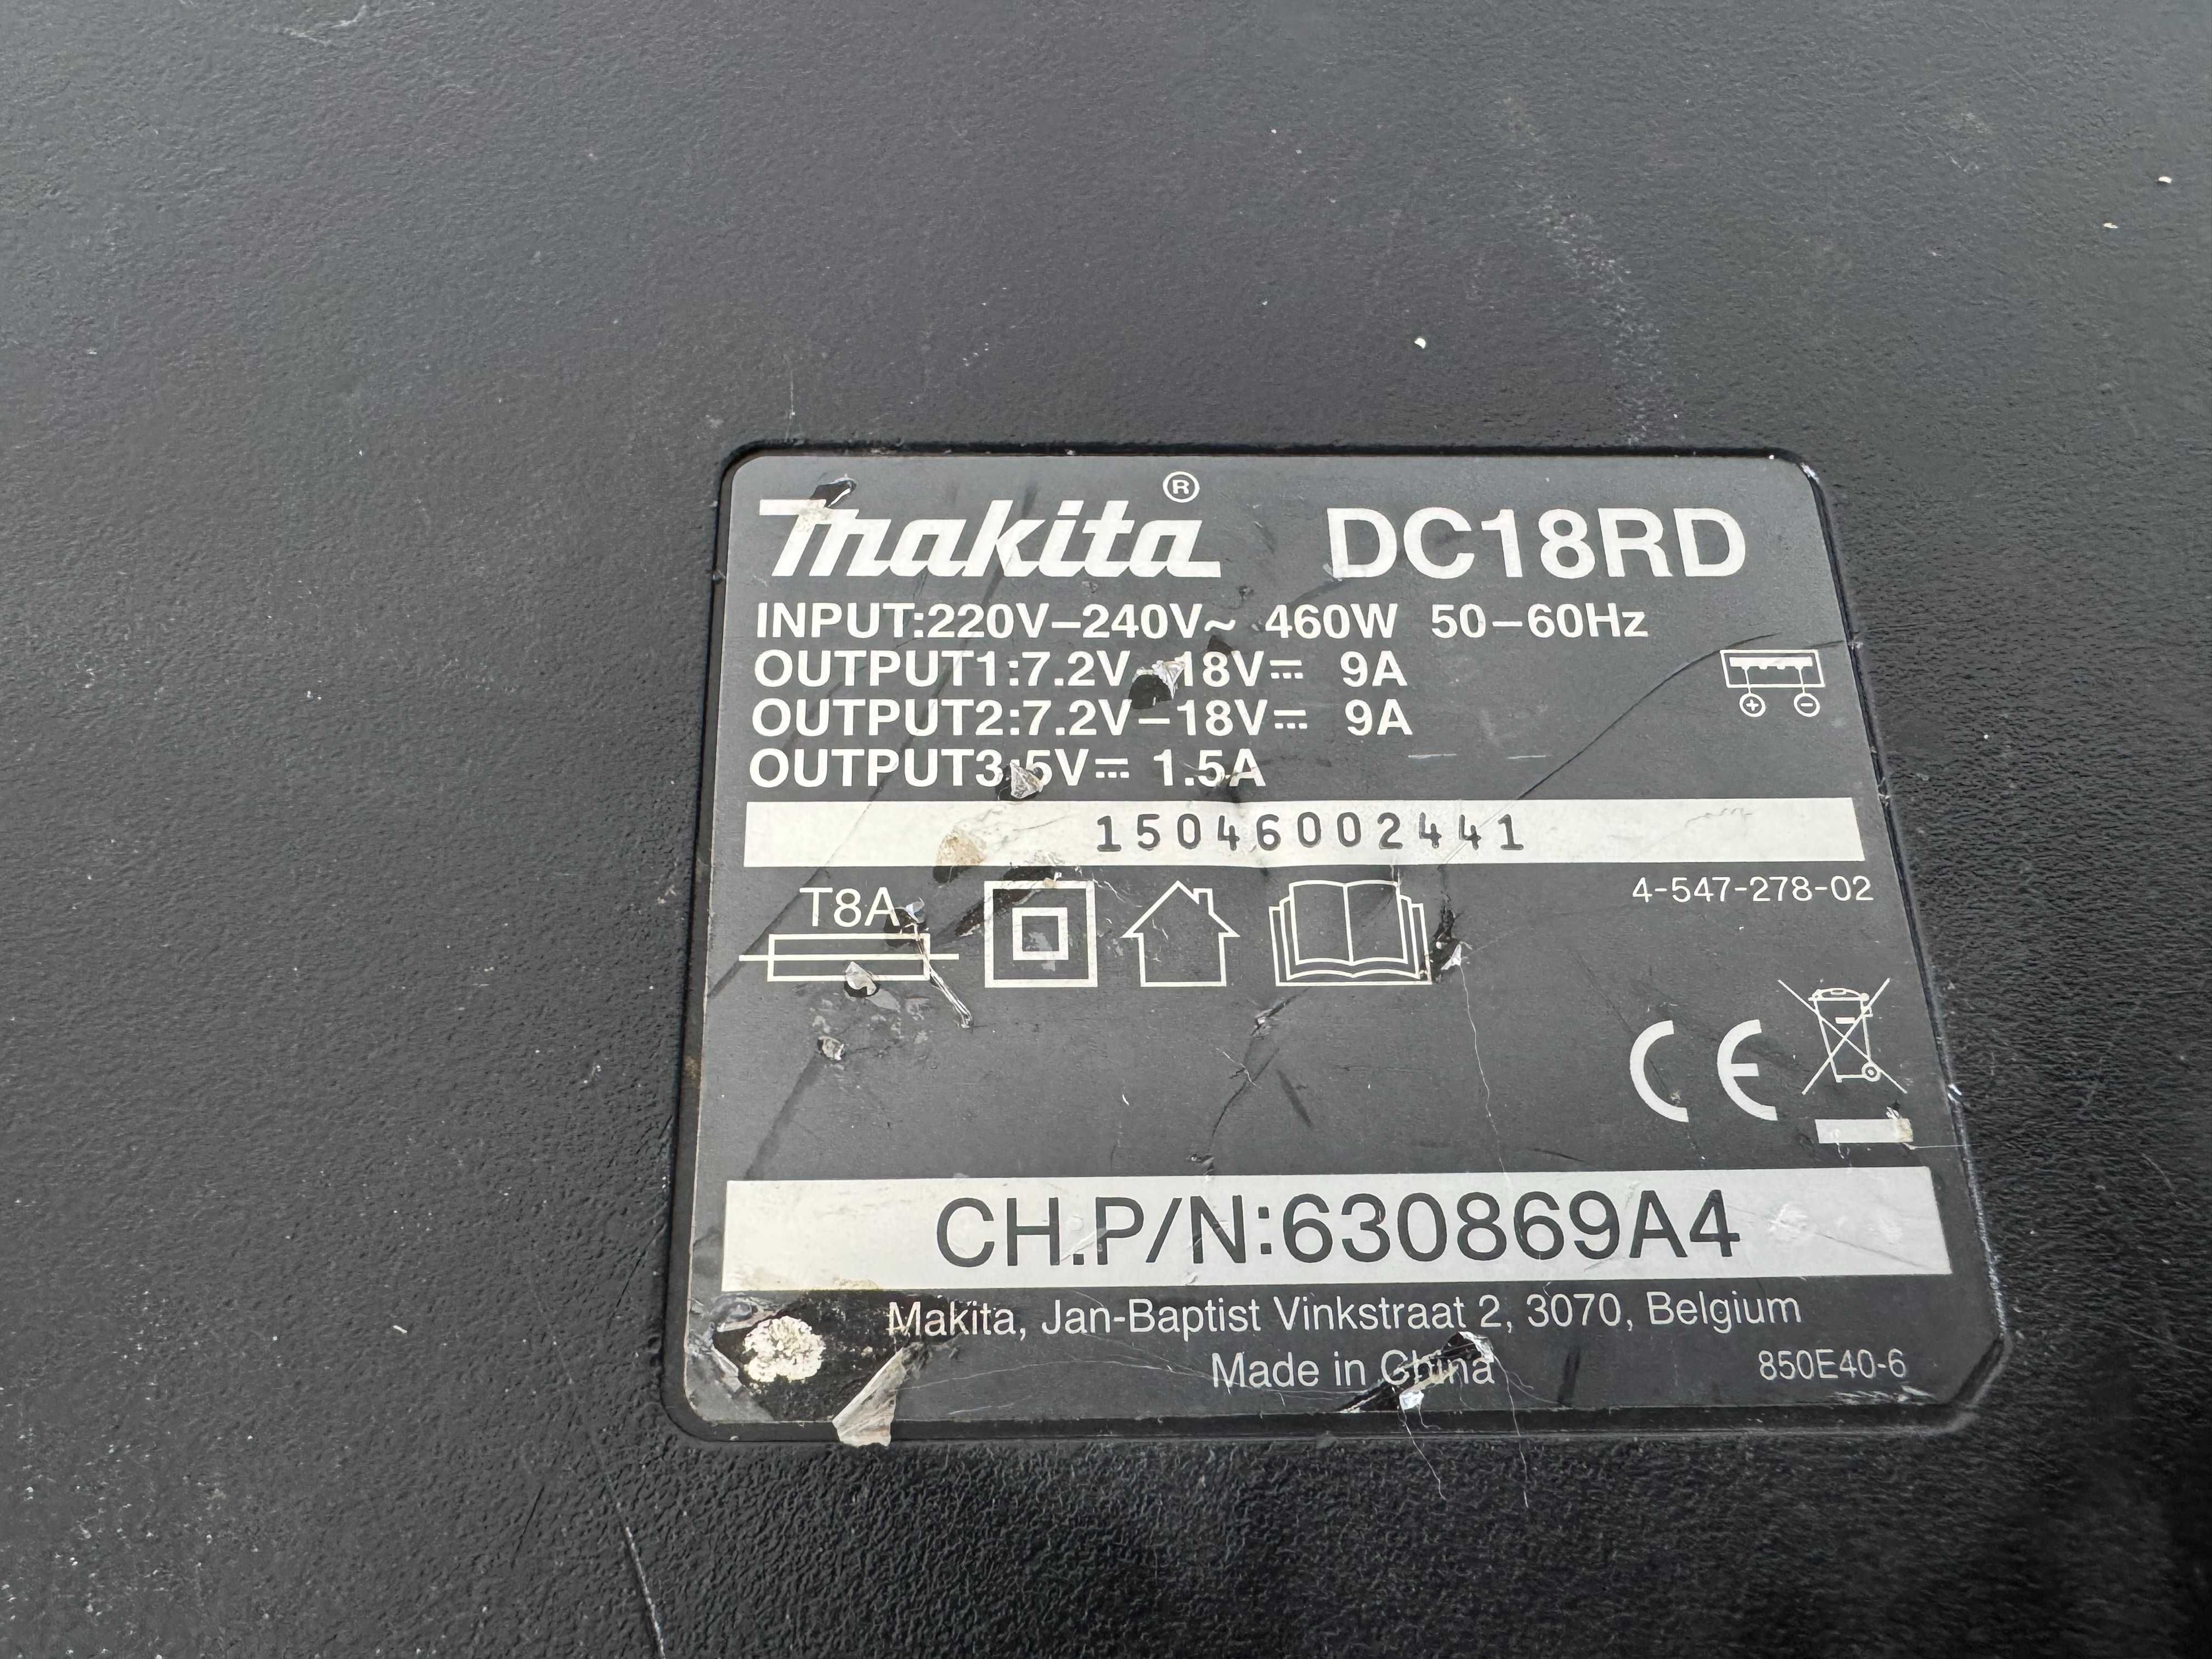 makita® DC18RD
INPUT:220V–240V~ 460W 50–60Hz
OUTPUT1:7.2V–18V⎓ 9A
OUTPUT2:7.2V–18V⎓ 9A
OUTPUT3:5V⎓ 1.5A
15046002441
4-547-278-02
T8A
CE
CH.P/N:630869A4
Makita, Jan-Baptist Vinkstraat 2, 3070, Belgium
Made in China
850E40-6